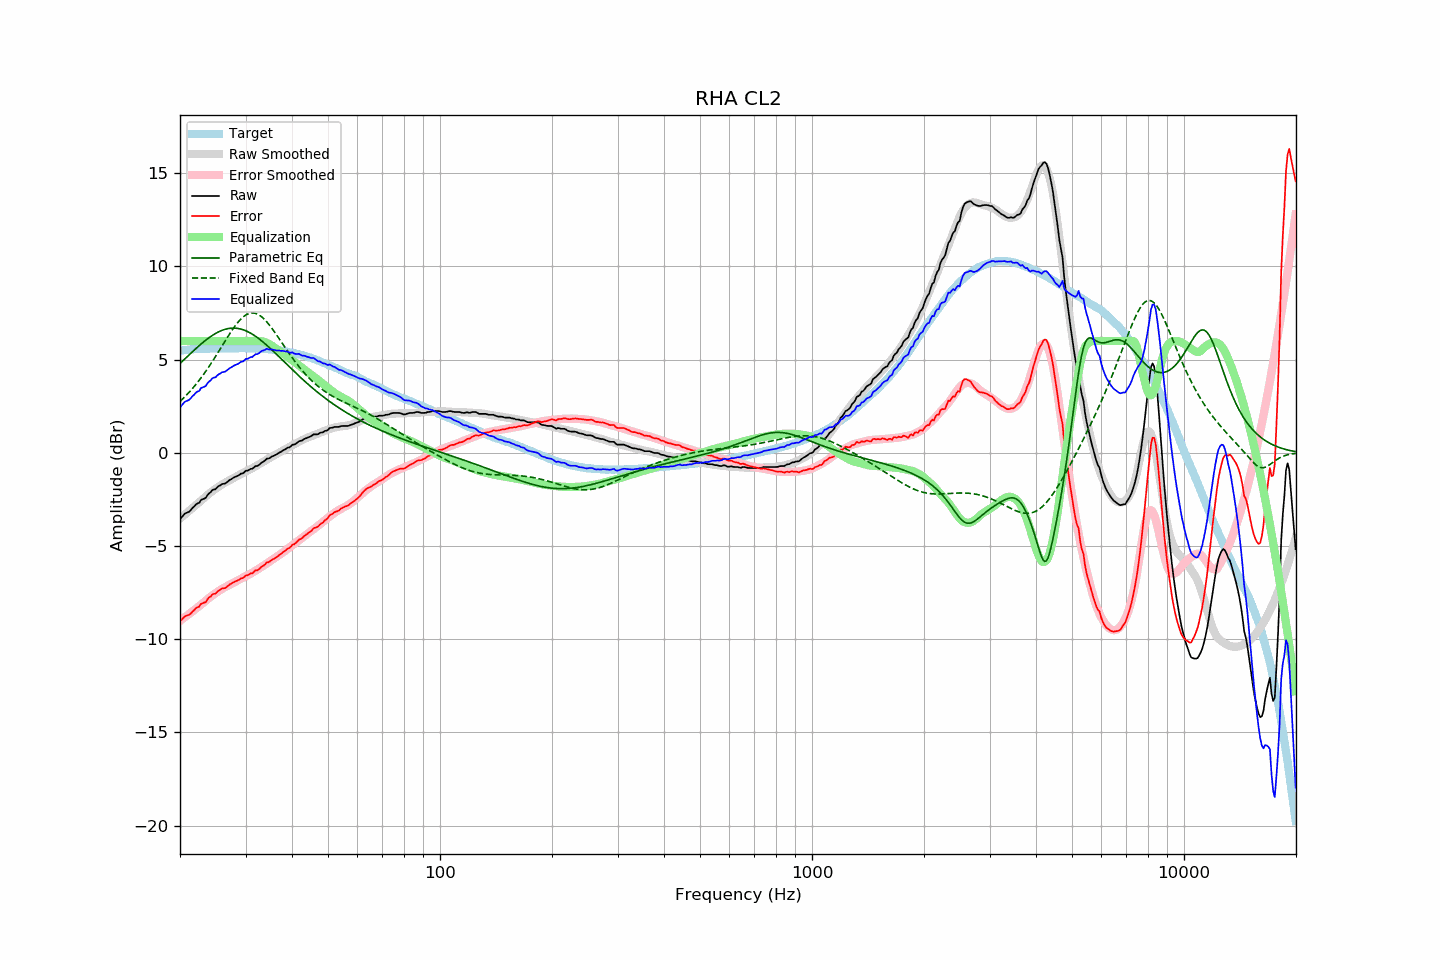 RHA CL2
Target
Raw Smoothed
Error Smoothed
Raw
Error
Equalization
Parametric Eq
Fixed Band Eq
Equalized
15
10
5
0
−5
−10
−15
−20
Amplitude (dBr)
100
1000
10000
Frequency (Hz)